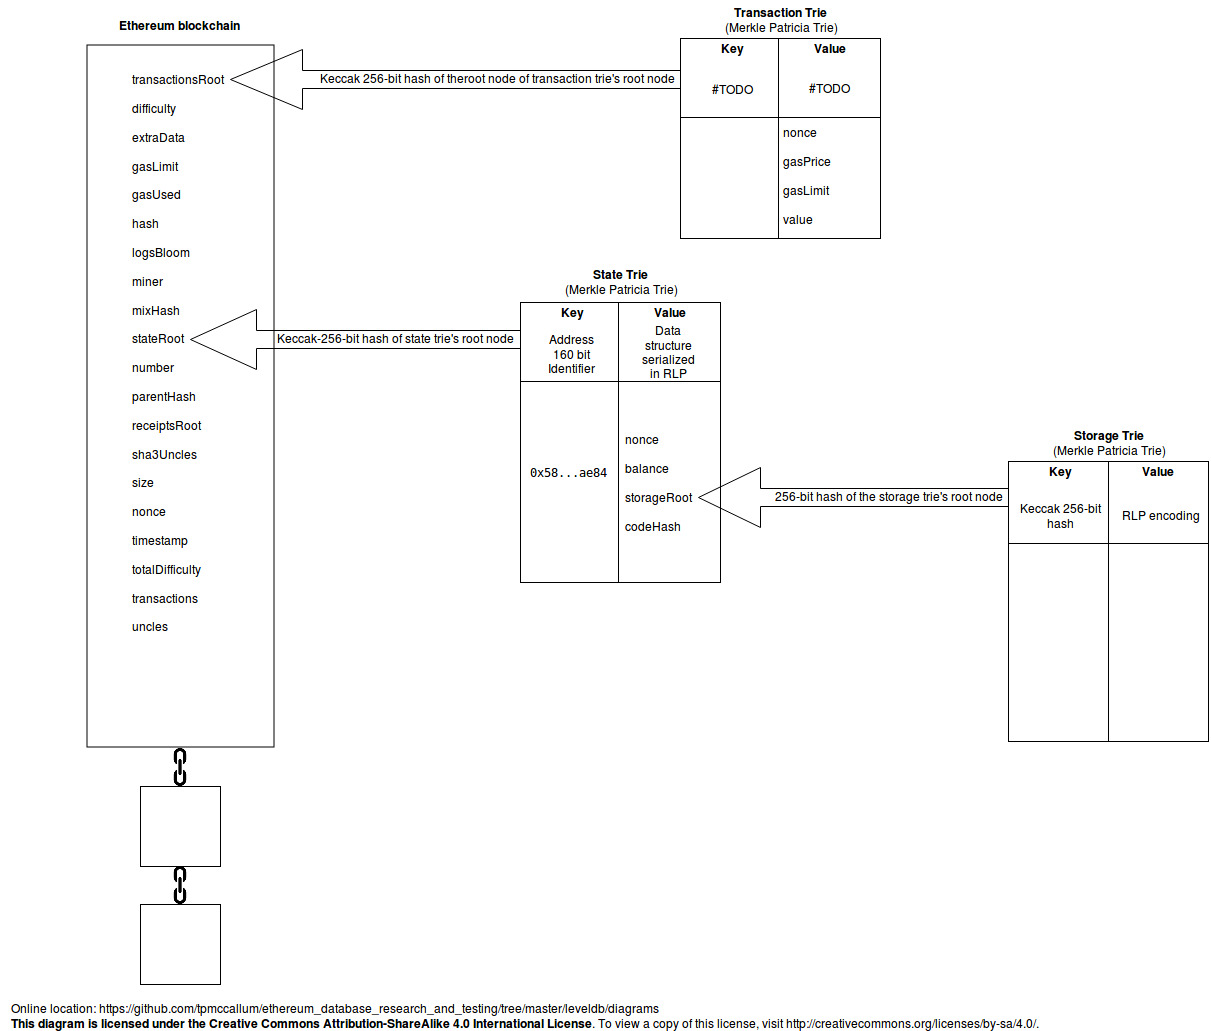 Ethereum blockchain
transactionsRoot
difficulty
extraData
gasLimit
gasUsed
hash
logsBloom
miner
mixHash
stateRoot
number
parentHash
receiptsRoot
sha3Uncles
size
nonce
timestamp
totalDifficulty
transactions
uncles
Keccak 256-bit hash of theroot node of transaction trie's root node
Transaction Trie
(Merkle Patricia Trie)
Key
Value
#TODO
#TODO
nonce
gasPrice
gasLimit
value
Keccak-256-bit hash of state trie's root node
State Trie
(Merkle Patricia Trie)
Key
Value
Address
160 bit
Identifier
Data
structure
serialized
in RLP
0x58...ae84
nonce
balance
storageRoot
codeHash
256-bit hash of the storage trie's root node
Storage Trie
(Merkle Patricia Trie)
Key
Value
Keccak 256-bit
hash
RLP encoding
Online location: https://github.com/tpmccallum/ethereum_database_research_and_testing/tree/master/leveldb/diagrams
This diagram is licensed under the Creative Commons Attribution-ShareAlike 4.0 International License. To view a copy of this license, visit http://creativecommons.org/licenses/by-sa/4.0/.